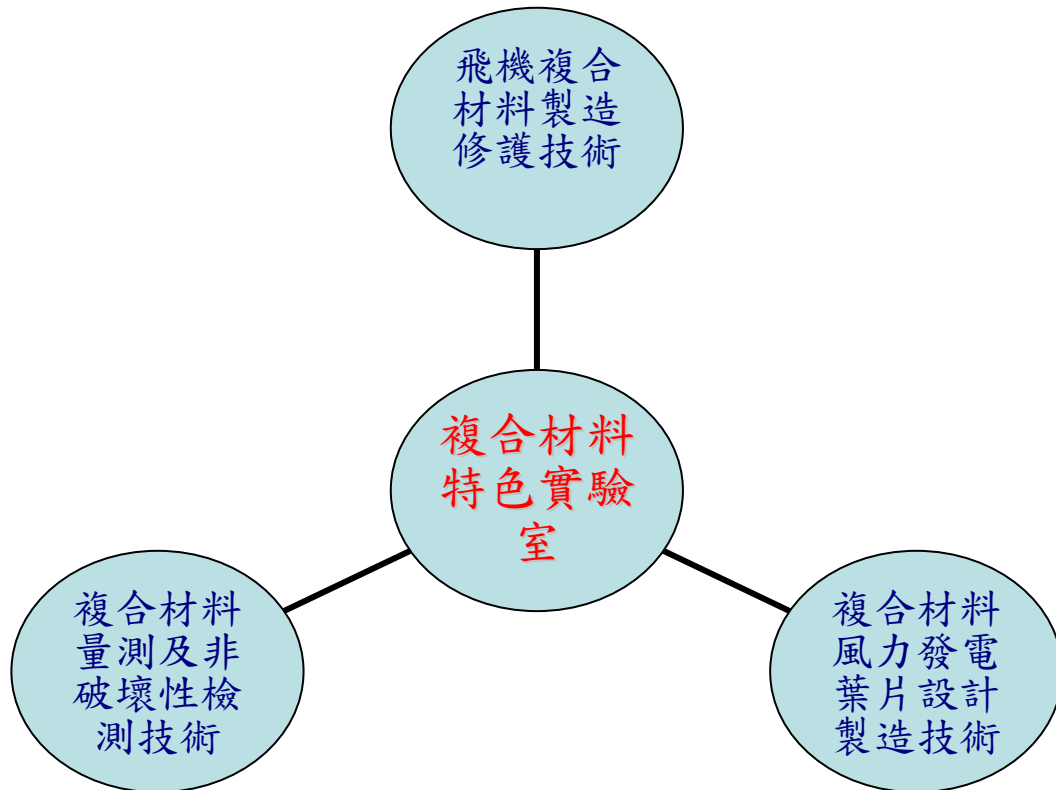 飛機複合
材料製造
修護技術
複合材料
特色實驗
室
複合材料
量測及非
破壞性檢
測技術
複合材料
風力發電
葉片設計
製造技術